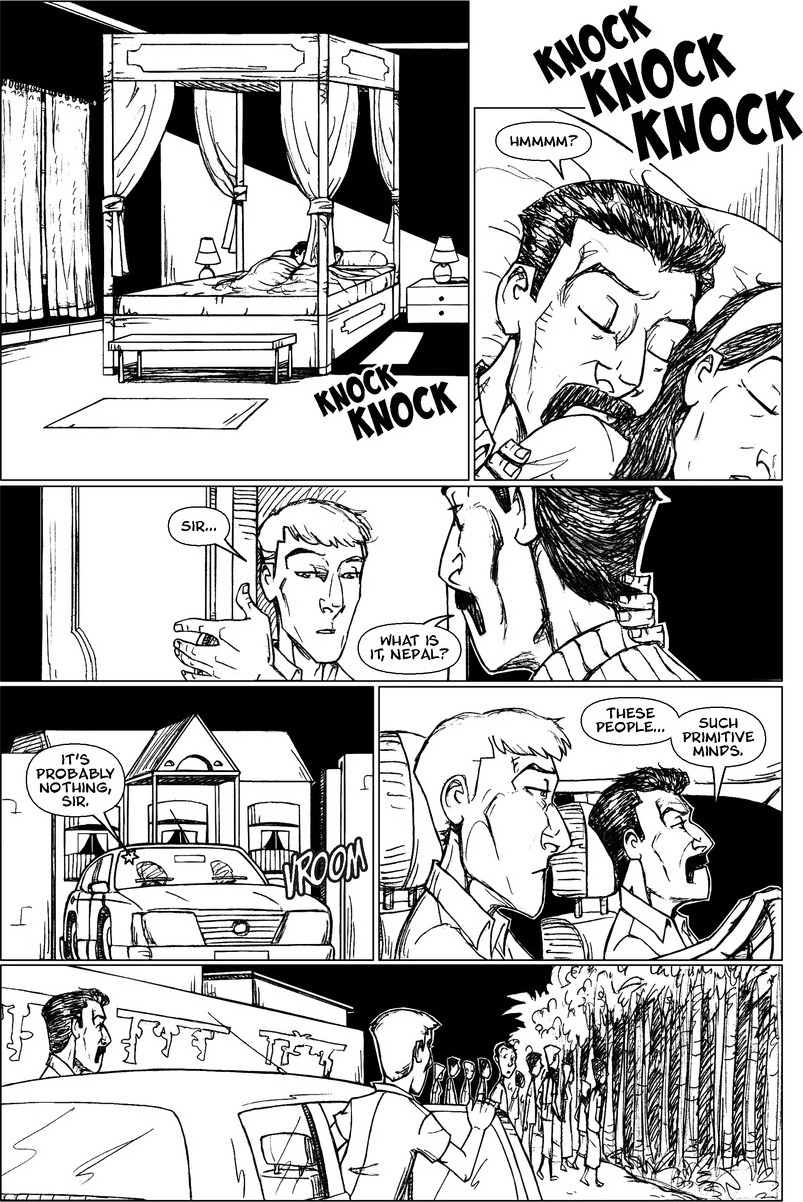 KNOCK
KNOCK
KNOCK
KNOCK
KNOCK
HMMMM?
SIR...
WHAT IS
IT, NEPAL?
IT'S
PROBABLY
NOTHING,
SIR.
VROOM
THESE
PEOPLE...
SUCH
PRIMITIVE
MINDS.